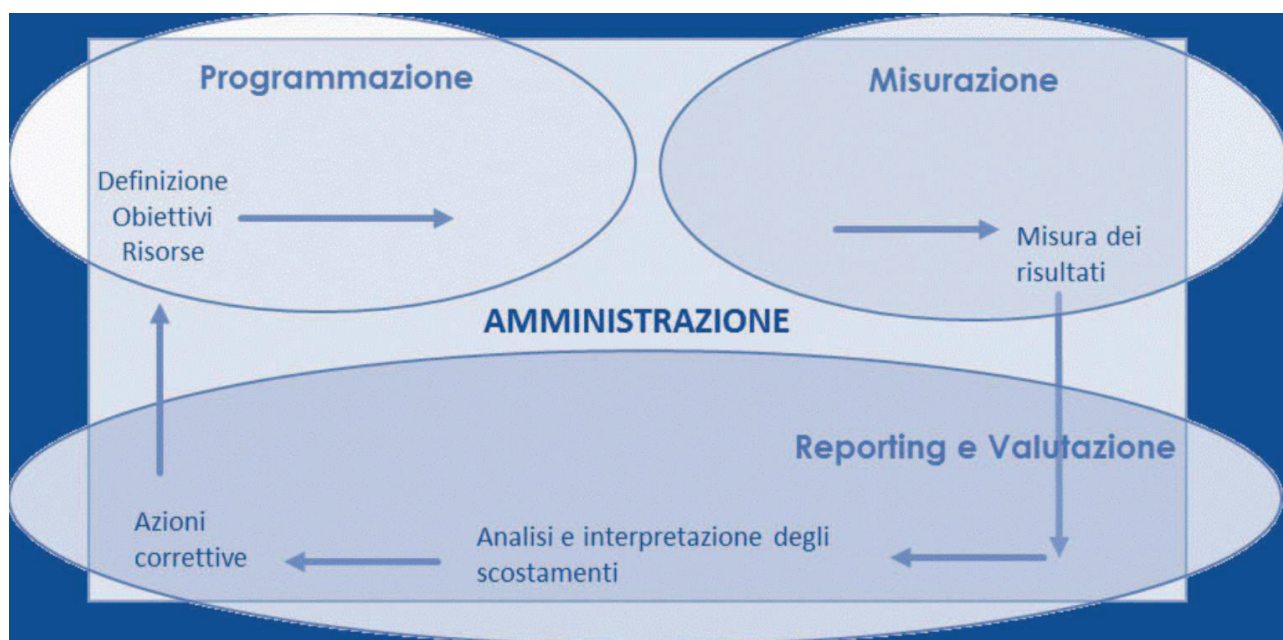 Programmazione
Misurazione
Definizione
Obiettivi
Risorse
Misura dei
risultati
AMMINISTRAZIONE
Reporting e Valutazione
Azioni
correttive
Analisi e interpretazione degli
scostamenti